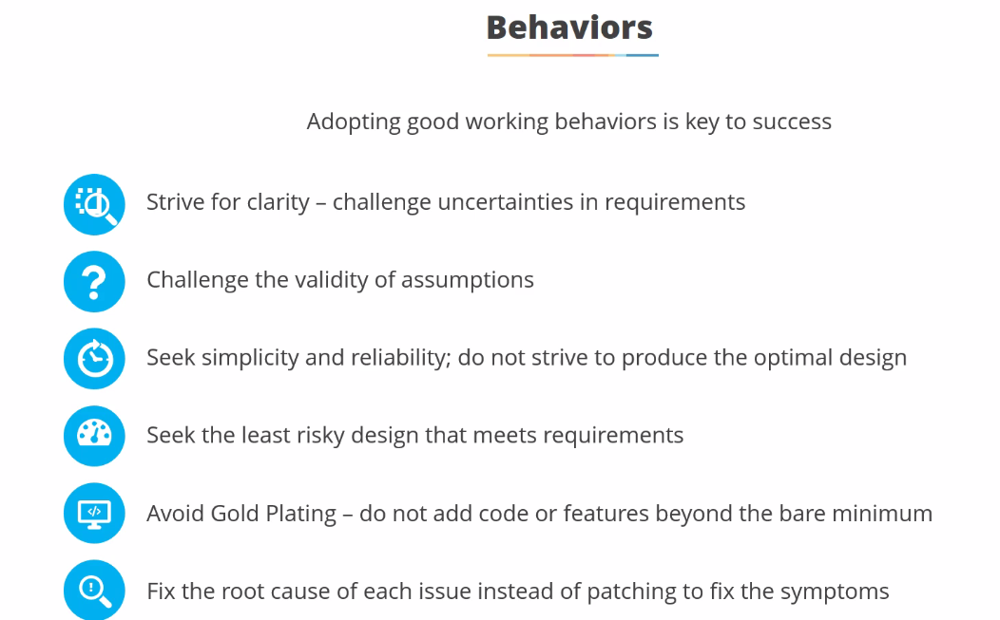 Behaviors
Adopting good working behaviors is key to success
Strive for clarity – challenge uncertainties in requirements
Challenge the validity of assumptions
Seek simplicity and reliability; do not strive to produce the optimal design
Seek the least risky design that meets requirements
Avoid Gold Plating – do not add code or features beyond the bare minimum
Fix the root cause of each issue instead of patching to fix the symptoms